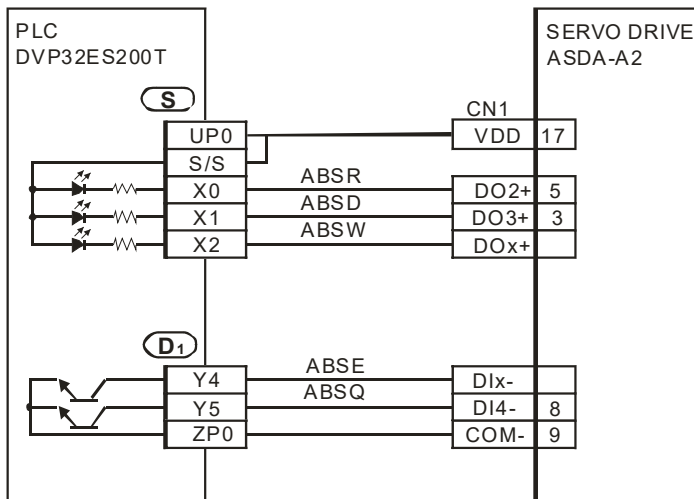 PLC
DVP32ES200T
SERVO DRIVE
ASDA-A2
S
CN1
UP0
VDD 17
S/S
X0 ABSR DO2+ 5
X1 ABSD DO3+ 3
X2 ABSW DOx+
D1
Y4 ABSE DIx-
Y5 ABSQ DI4- 8
ZP0 COM- 9